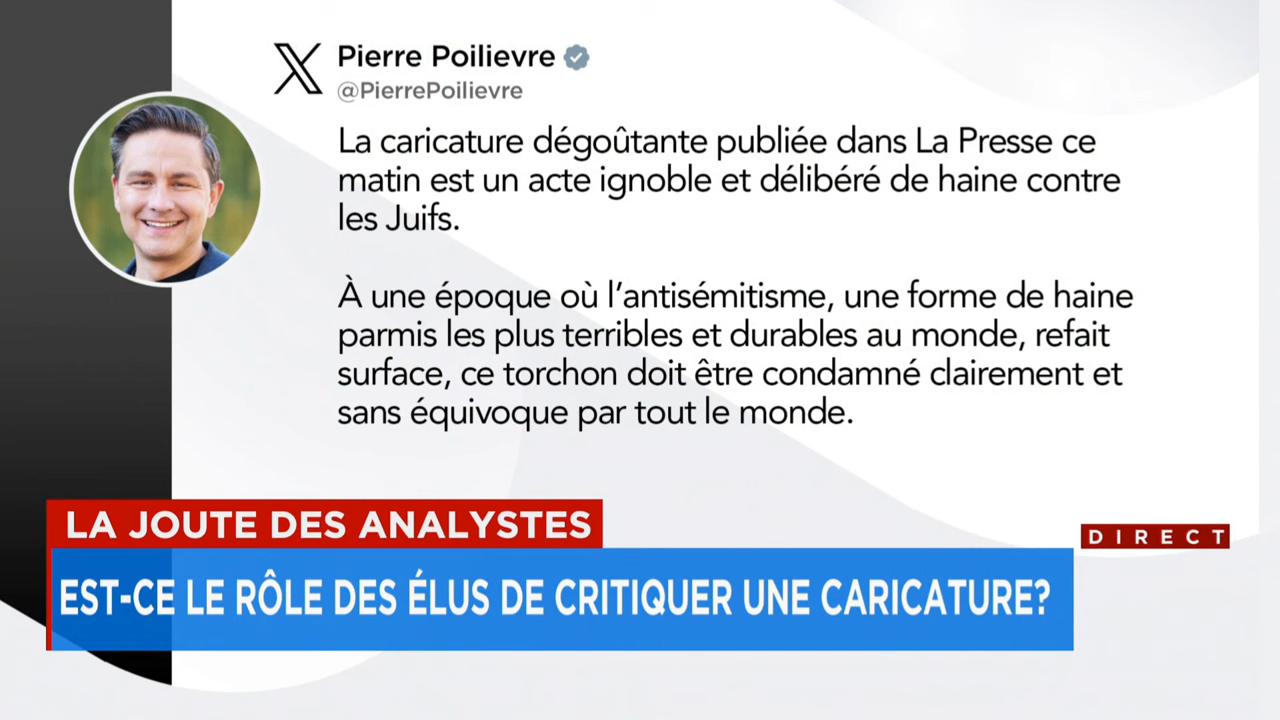 Pierre Poilievre
@PierrePoilievre
La caricature dégoûtante publiée dans La Presse ce
matin est un acte ignoble et délibéré de haine contre
les Juifs.
À une époque où l'antisémitisme, une forme de haine
parmis les plus terribles et durables au monde, refait
surface, ce torchon doit être condamné clairement et
sans équivoque par tout le monde.
LA JOUTE DES ANALYSTES
DIRECT
EST-CE LE RÔLE DES ÉLUS DE CRITIQUER UNE CARICATURE?